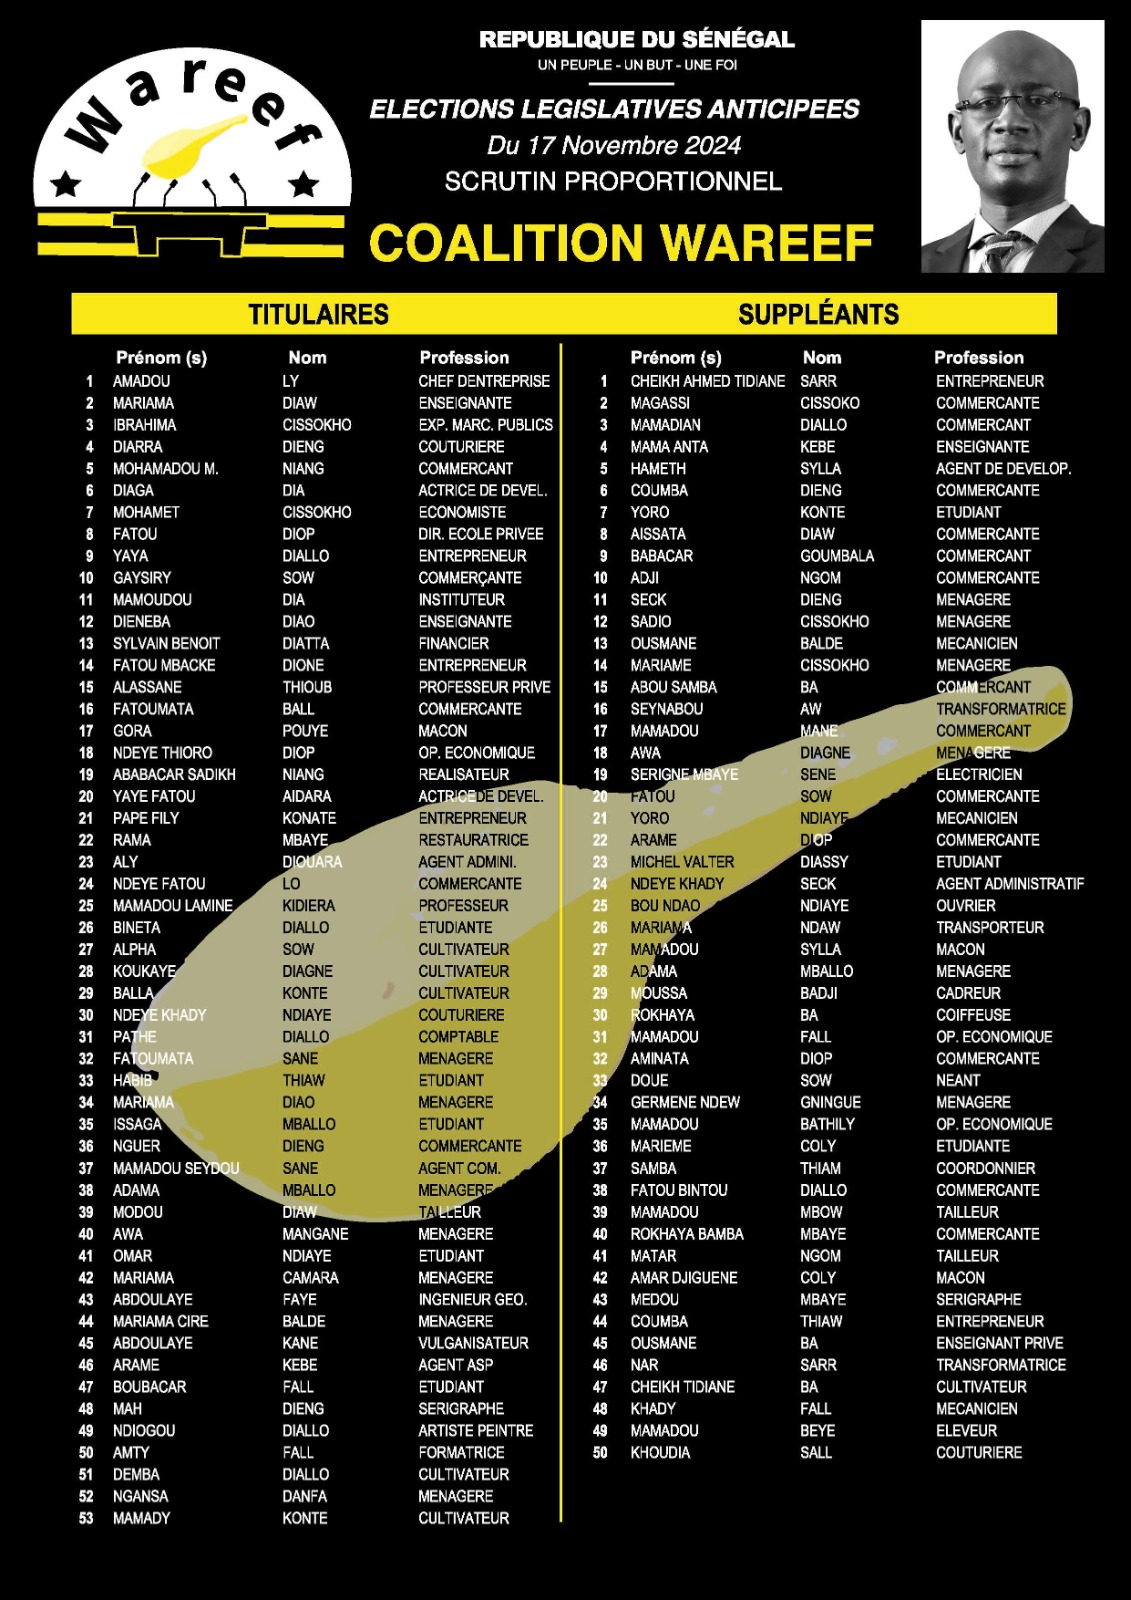 Wareef
REPUBLIQUE DU SÉNÉGAL
UN PEUPLE - UN BUT - UNE FOI
ELECTIONS LEGISLATIVES ANTICIPEES
Du 17 Novembre 2024
SCRUTIN PROPORTIONNEL
COALITION WAREEF
TITULAIRES
Prénom (s) Nom Profession
1 AMADOU LY CHEF DENTREPRISE
2 MARIAMA DIAW ENSEIGNANTE
3 IBRAHIMA CISSOKHO EXP. MARC. PUBLICS
4 DIARRA DIENG COUTURIERE
5 MOHAMADOU M. NIANG COMMERCANT
6 DIAGA DIA ACTRICE DE DEVEL.
7 MOHAMET CISSOKHO ECONOMISTE
8 FATOU DIOP DIR. ECOLE PRIVEE
9 YAYA DIALLO ENTREPRENEUR
10 GAYSIRY SOW COMMERÇANTE
11 MAMOUDOU DIA INSTITUTEUR
12 DIENEBA DIAO ENSEIGNANTE
13 SYLVAIN BENOIT DIATTA FINANCIER
14 FATOU MBACKE DIONE ENTREPRENEUR
15 ALASSANE THIOUB PROFESSEUR PRIVE
16 FATOUMATA BALL COMMERCANTE
17 GORA POUYE MACON
18 NDEYE THIORO DIOP OP. ECONOMIQUE
19 ABABACAR SADIKH NIANG REALISATEUR
20 YAYE FATOU AIDARA ACTRICEDE DEVEL.
21 PAPE FILY KONATE ENTREPRENEUR
22 RAMA MBAYE RESTAURATRICE
23 ALY DIOUARA AGENT ADMINI.
24 NDEYE FATOU LO COMMERCANTE
25 MAMADOU LAMINE KIDIERA PROFESSEUR
26 BINETA DIALLO ETUDIANTE
27 ALPHA SOW CULTIVATEUR
28 KOUKAYE DIAGNE CULTIVATEUR
29 BALLA KONTE CULTIVATEUR
30 NDEYE KHADY NDIAYE COUTURIERE
31 PATHE DIALLO COMPTABLE
32 FATOUMATA SANE MENAGERE
33 HABIB THIAW ETUDIANT
34 MARIAMA DIAO MENAGERE
35 ISSAGA MBALLO ETUDIANT
36 NGUER DIENG COMMERCANTE
37 MAMADOU SEYDOU SANE AGENT COM.
38 ADAMA MBALLO MENAGERE
39 MODOU DIAW TAILLEUR
40 AWA MANGANE MENAGERE
41 OMAR NDIAYE ETUDIANT
42 MARIAMA CAMARA MENAGERE
43 ABDOULAYE FAYE INGENIEUR GEO.
44 MARIAMA CIRE BALDE MENAGERE
45 ABDOULAYE KANE VULGANISATEUR
46 ARAME KEBE AGENT ASP
47 BOUBACAR FALL ETUDIANT
48 MAH DIENG SERIGRAPHE
49 NDIOGOU DIALLO ARTISTE PEINTRE
50 AMTY FALL FORMATRICE
51 DEMBA DIALLO CULTIVATEUR
52 NGANSA DANFA MENAGERE
53 MAMADY KONTE CULTIVATEUR
SUPPLÉANTS
Prénom (s) Nom Profession
1 CHEIKH AHMED TIDIANE SARR ENTREPRENEUR
2 MAGASSI CISSOKO COMMERCANTE
3 MAMADIAN DIALLO COMMERCANT
4 MAMA ANTA KEBE ENSEIGNANTE
5 HAMETH SYLLA AGENT DE DEVELOP.
6 COUMBA DIENG COMMERCANTE
7 YORO KONTE ETUDIANT
8 AISSATA DIAW COMMERCANTE
9 BABACAR GOUMBALA COMMERCANT
10 ADJI NGOM COMMERCANTE
11 SECK DIENG MENAGERE
12 SADIO CISSOKHO MENAGERE
13 OUSMANE BALDE MECANICIEN
14 MARIAME CISSOKHO MENAGERE
15 ABOU SAMBA BA COMMERCANT
16 SEYNABOU AW TRANSFORMATRICE
17 MAMADOU MANE COMMERCANT
18 AWA DIAGNE MENAGERE
19 SERIGNE MBAYE SENE ELECTRICIEN
20 FATOU SOW COMMERCANTE
21 YORO NDIAYE MECANICIEN
22 ARAME DIOP COMMERCANTE
23 MICHEL VALTER DIASSY ETUDIANT
24 NDEYE KHADY SECK AGENT ADMINISTRATIF
25 BOU NDAO NDIAYE OUVRIER
26 MARIAMA NDAW TRANSPORTEUR
27 MAMADOU SYLLA MACON
28 ADAMA MBALLO MENAGERE
29 MOUSSA BADJI CADREUR
30 ROKHAYA BA COIFFEUSE
31 MAMADOU FALL OP. ECONOMIQUE
32 AMINATA DIOP COMMERCANTE
33 DOUE SOW NEANT
34 GERMENE NDEW GNINGUE MENAGERE
35 MAMADOU BATHILY OP. ECONOMIQUE
36 MARIEME COLY ETUDIANTE
37 SAMBA THIAM COORDONNIER
38 FATOU BINTOU DIALLO COMMERCANTE
39 MAMADOU MBOW TAILLEUR
40 ROKHAYA BAMBA MBAYE COMMERCANTE
41 MATAR NGOM TAILLEUR
42 AMAR DJIGUENE COLY MACON
43 MEDOU MBAYE SERIGRAPHE
44 COUMBA THIAW ENTREPRENEUR
45 OUSMANE BA ENSEIGNANT PRIVE
46 NAR SARR TRANSFORMATRICE
47 CHEIKH TIDIANE BA CULTIVATEUR
48 KHADY FALL MECANICIEN
49 MAMADOU BEYE ELEVEUR
50 KHOUDIA SALL COUTURIERE